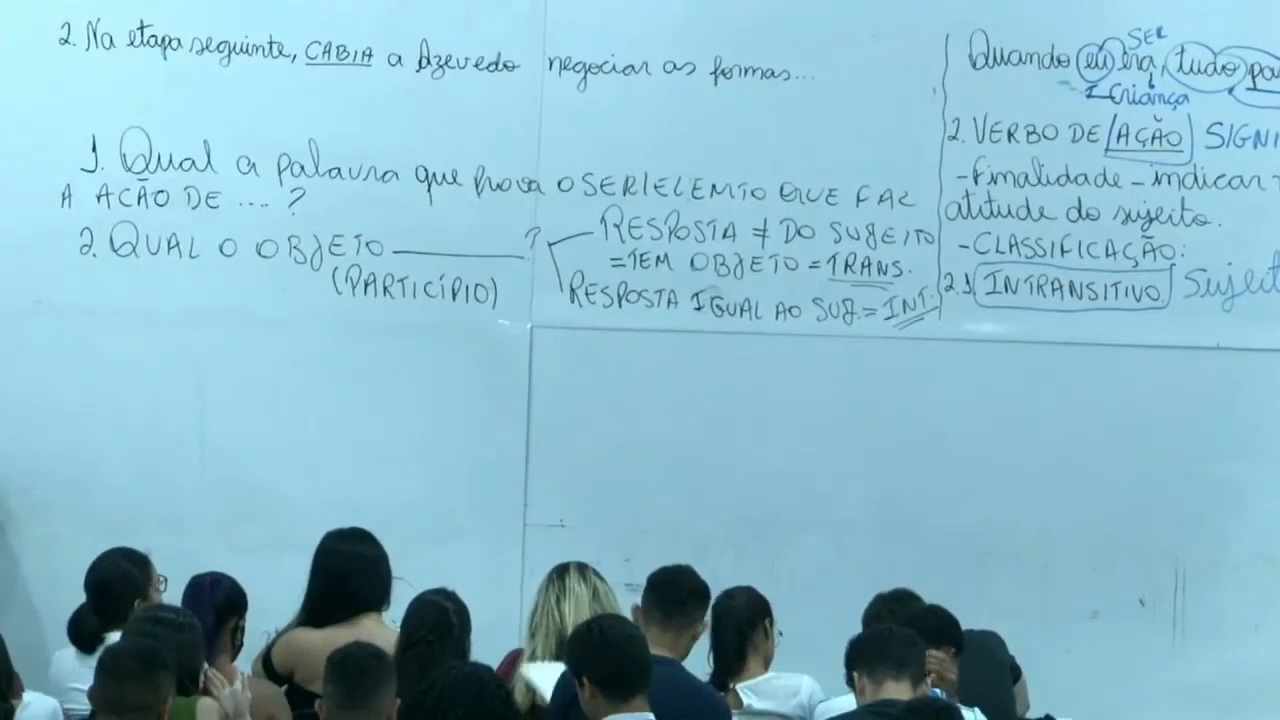 2. Na etapa seguinte, CABIA a Azevedo negociar as formas...
1. Qual a palavra que prova O SER/ELEMTO QUE FAZ
A AÇÃO DE .... ?
2. QUAL O OBJETO ________?
(PARTICÍPIO)
RESPOSTA ≠ DO SUJEITO
=TEM OBJETO = TRANS.
RESPOSTA IGUAL AO SUJ. = INT.
SER
Quando eu era, tudo
Criança
2. VERBO DE AÇÃO
- Finalidade - indicar
atitude do sujeito.
- CLASSIFICAÇÃO:
2.1 INTRANSITIVO